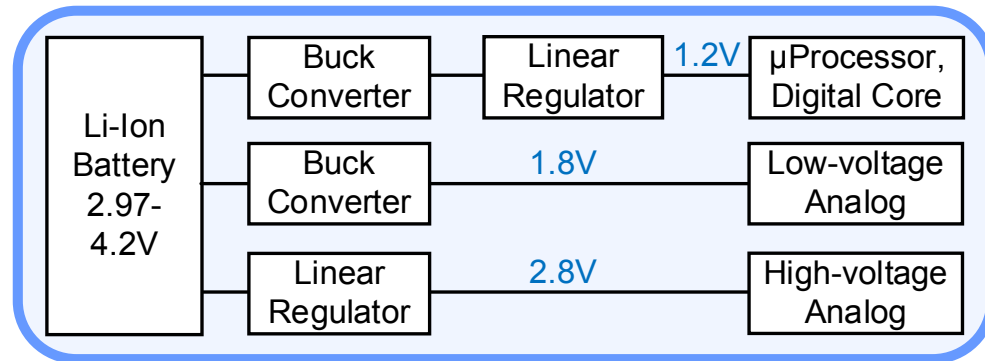 Li-Ion
Battery
2.97-
4.2V
Buck
Converter
Linear
Regulator
1.2V
µProcessor,
Digital Core
Buck
Converter
1.8V
Low-voltage
Analog
Linear
Regulator
2.8V
High-voltage
Analog